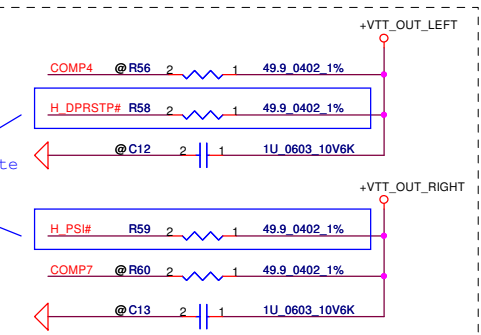 +VTT_OUT_LEFT
COMP4 @ R56 2 1 49.9_0402_1%
H_DPRSTP# R58 2 1 49.9_0402_1%
@ C12 2 1 1U_0603_10V6K
te
+VTT_OUT_RIGHT
H_PSI# R59 2 1 49.9_0402_1%
COMP7 @ R60 2 1 49.9_0402_1%
@ C13 2 1 1U_0603_10V6K